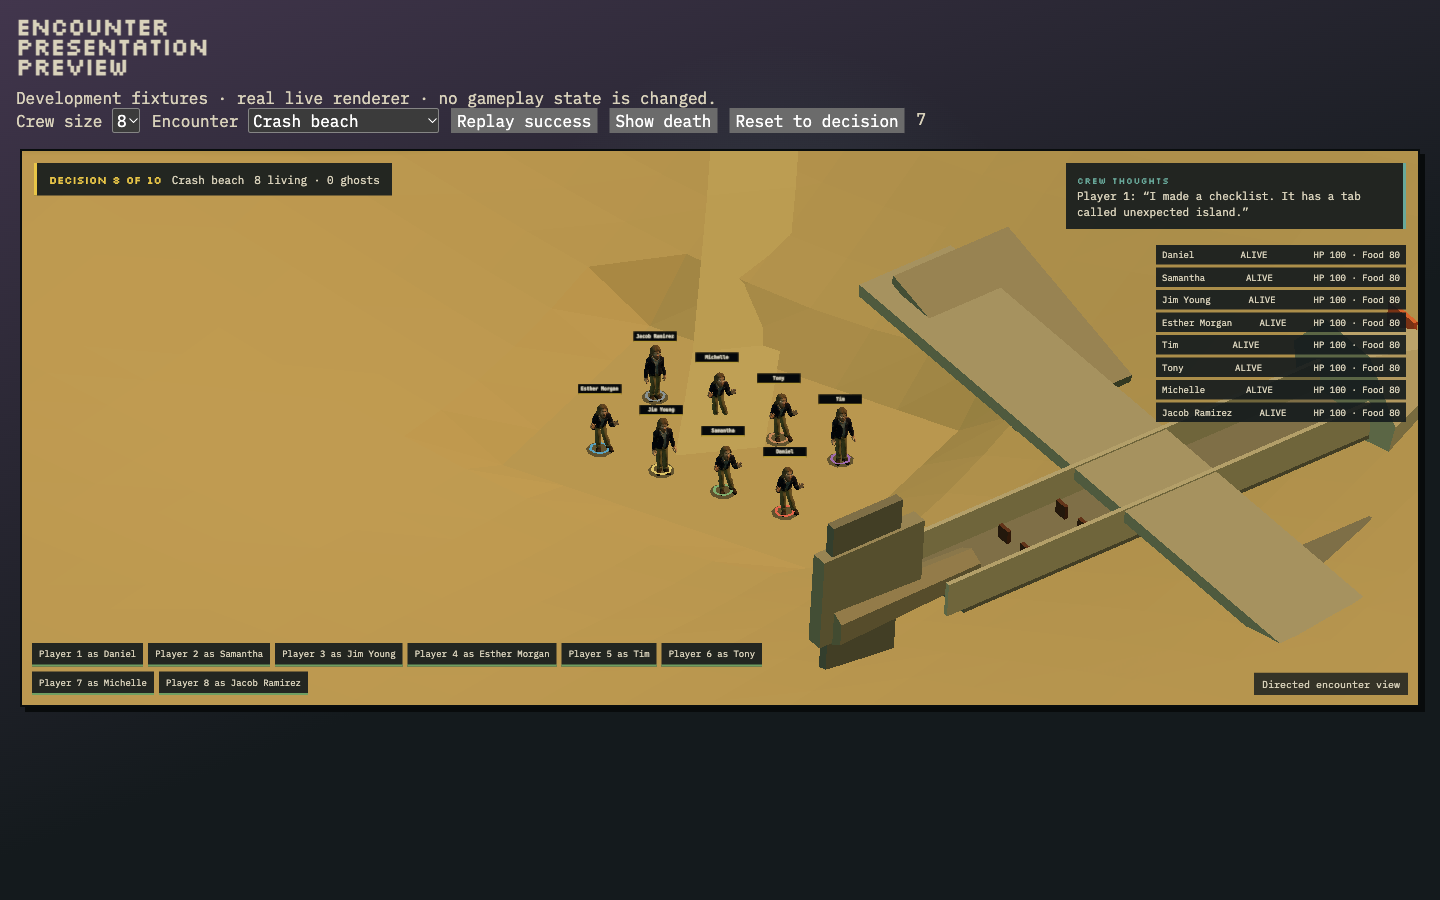 ENCOUNTER
PRESENTATION
PREVIEW
Development fixtures · real live renderer · no gameplay state is changed.
Crew size 8 Encounter Crash beach Replay success Show death Reset to decision 7
DECISION 8 OF 10 Crash beach 8 living · 0 ghosts
CREW THOUGHTS
Player 1: “I made a checklist. It has a tab
called unexpected island.”
Daniel ALIVE HP 100 · Food 80
Samantha ALIVE HP 100 · Food 80
Jim Young ALIVE HP 100 · Food 80
Esther Morgan ALIVE HP 100 · Food 80
Tim ALIVE HP 100 · Food 80
Tony ALIVE HP 100 · Food 80
Michelle ALIVE HP 100 · Food 80
Jacob Ramirez ALIVE HP 100 · Food 80
Jacob Ramirez
Michelle
Tony
Esther Morgan
Tim
Jim Young
Samantha
Daniel
Player 1 as Daniel Player 2 as Samantha Player 3 as Jim Young Player 4 as Esther Morgan Player 5 as Tim Player 6 as Tony
Player 7 as Michelle Player 8 as Jacob Ramirez
Directed encounter view